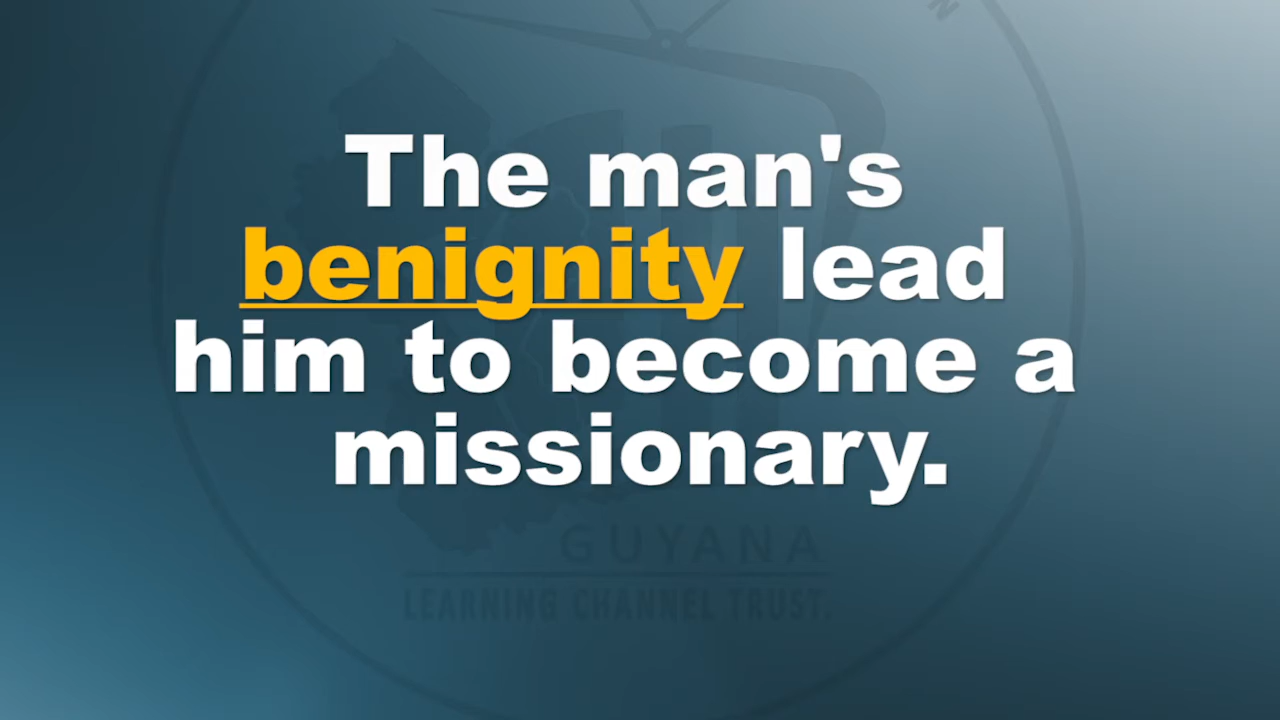 The man's
benignity lead
him to become a
missionary.
GUYANA
LEARNING CHANNEL TRUST.